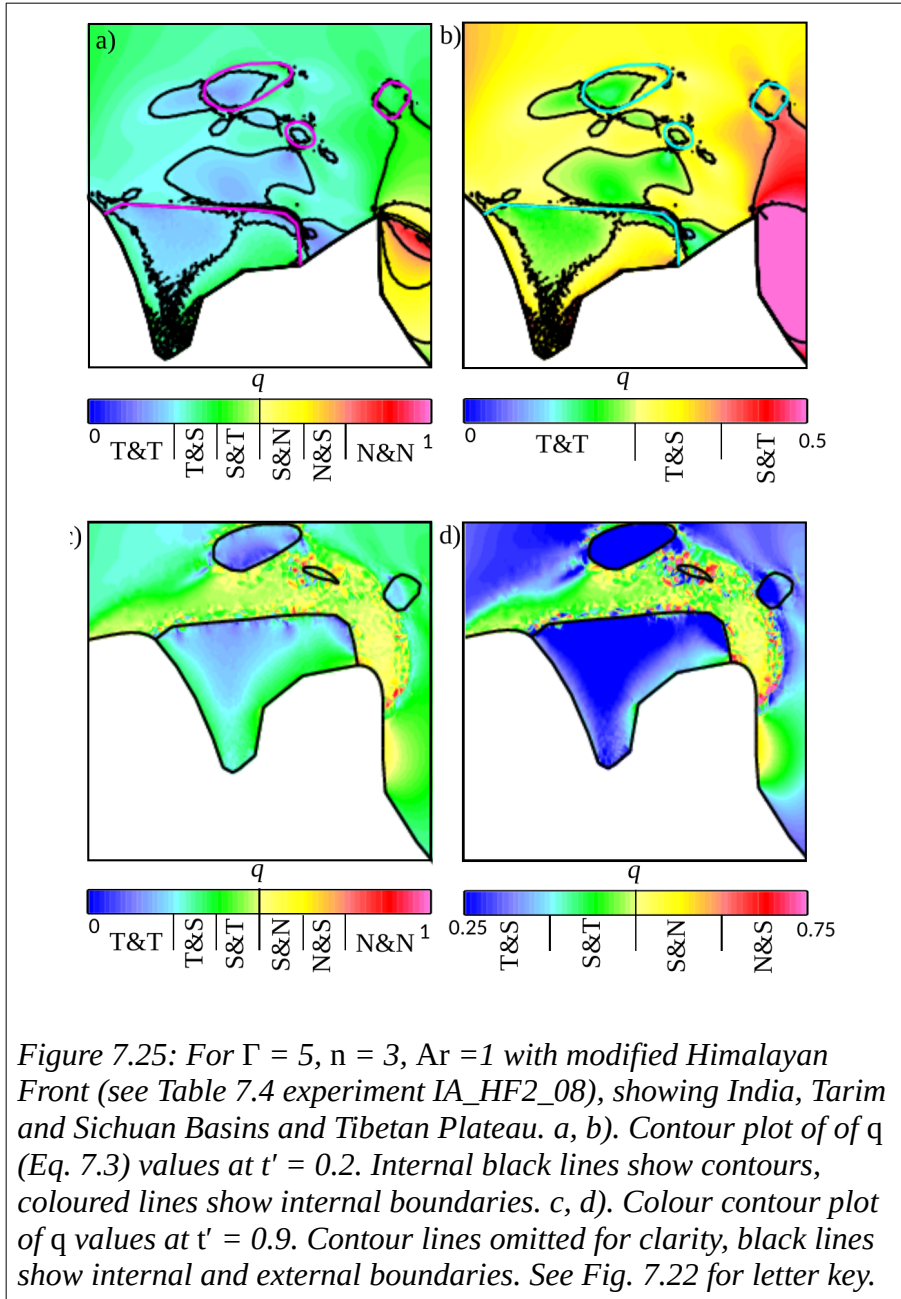 a)
b)
q
q
0
T&T
T&S
S&T
S&N
N&S
N&N
1
0
T&T
T&S
S&T
0.5
:)
d)
q
q
0
T&T
T&S
S&T
S&N
N&S
N&N
1
0.25
T&S
S&T
S&N
N&S
0.75
Figure 7.25: For Γ = 5, n = 3, Ar =1 with modified Himalayan
Front (see Table 7.4 experiment IA_HF2_08), showing India, Tarim
and Sichuan Basins and Tibetan Plateau. a, b). Contour plot of of q
(Eq. 7.3) values at t' = 0.2. Internal black lines show contours,
coloured lines show internal boundaries. c, d). Colour contour plot
of q values at t' = 0.9. Contour lines omitted for clarity, black lines
show internal and external boundaries. See Fig. 7.22 for letter key.